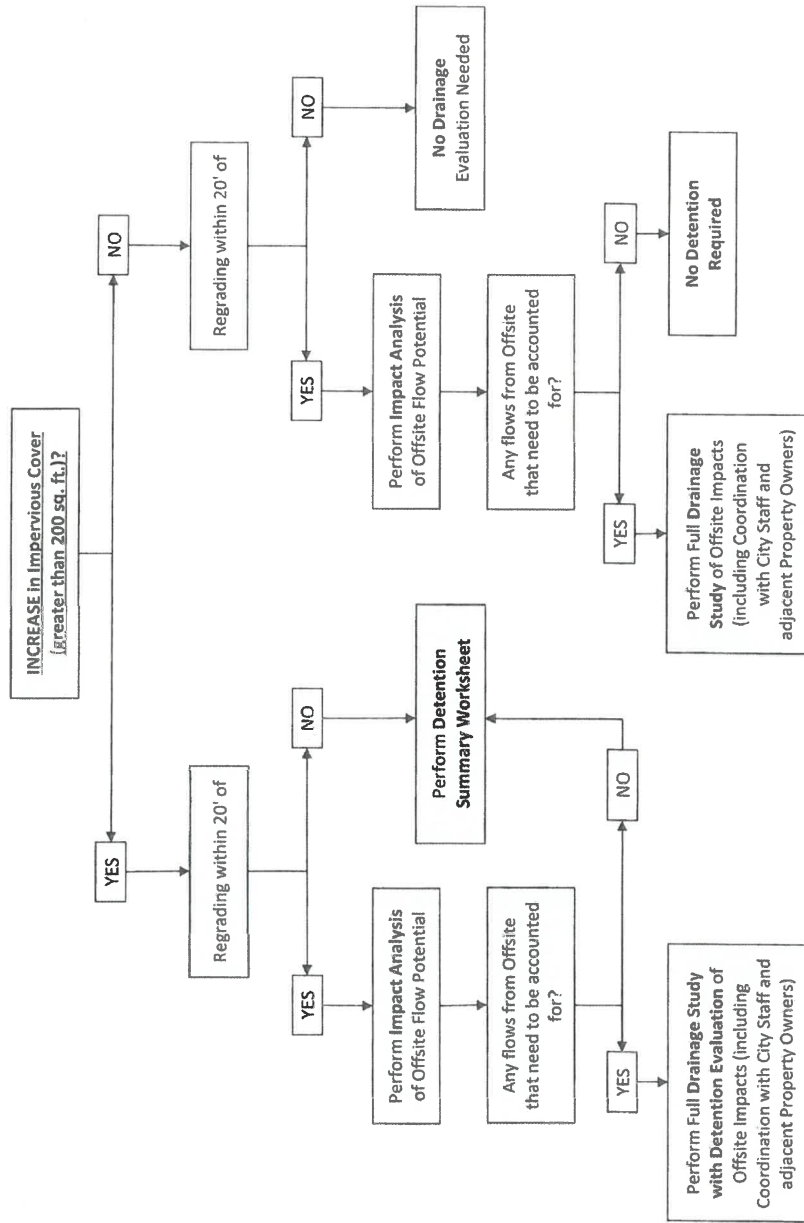 INCREASE in Impervious Cover
(greater than 200 sq. ft.)?
YES
NO
Regrading within 20' of
Regrading within 20' of
YES
NO
YES
NO
Perform Impact Analysis
of Offsite Flow Potential
Perform Detention
Summary Worksheet
Perform Impact Analysis
of Offsite Flow Potential
No Drainage
Evaluation Needed
Any flows from Offsite
that need to be accounted
for?
Any flows from Offsite
that need to be accounted
for?
YES
NO
YES
NO
Perform Full Drainage Study
with Detention Evaluation of
Offsite Impacts (including
Coordination with City Staff and
adjacent Property Owners)
Perform Full Drainage
Study of Offsite Impacts
(including Coordination
with City Staff and
adjacent Property Owners)
No Detention
Required